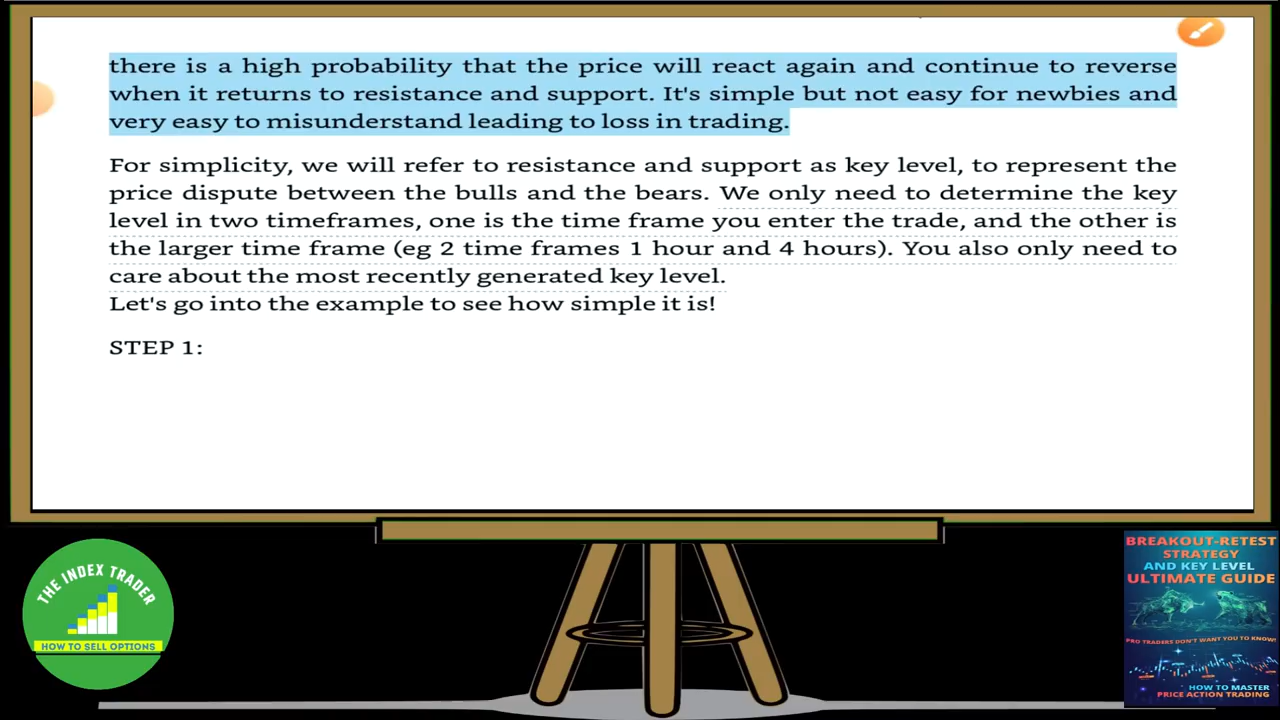 there is a high probability that the price will react again and continue to reverse
when it returns to resistance and support. It's simple but not easy for newbies and
very easy to misunderstand leading to loss in trading.
For simplicity, we will refer to resistance and support as key level, to represent the
price dispute between the bulls and the bears. We only need to determine the key
level in two timeframes, one is the time frame you enter the trade, and the other is
the larger time frame (eg 2 time frames 1 hour and 4 hours). You also only need to
care about the most recently generated key level.
Let's go into the example to see how simple it is!
STEP 1:
THE INDEX TRADER
HOW TO SELL OPTIONS
BREAKOUT-RETEST
STRATEGY
AND KEY LEVEL
ULTIMATE GUIDE
PRO TRADERS DON'T WANT YOU TO KNOW!
HOW TO MASTER
PRICE ACTION TRADING